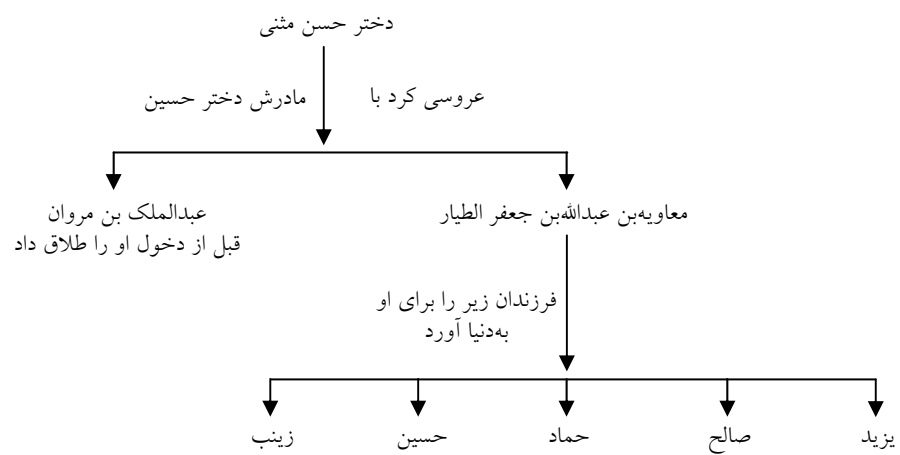 دختر حسن مثنی
عروسی کرد با
مادرش دختر حسین
معاویه‌بن عبدالله‌بن جعفر الطیار
عبدالملک بن مروان
قبل از دخول او را طلاق داد
فرزندان زیر را برای او
به‌دنیا آورد
یزید
صالح
حماد
حسین
زینب